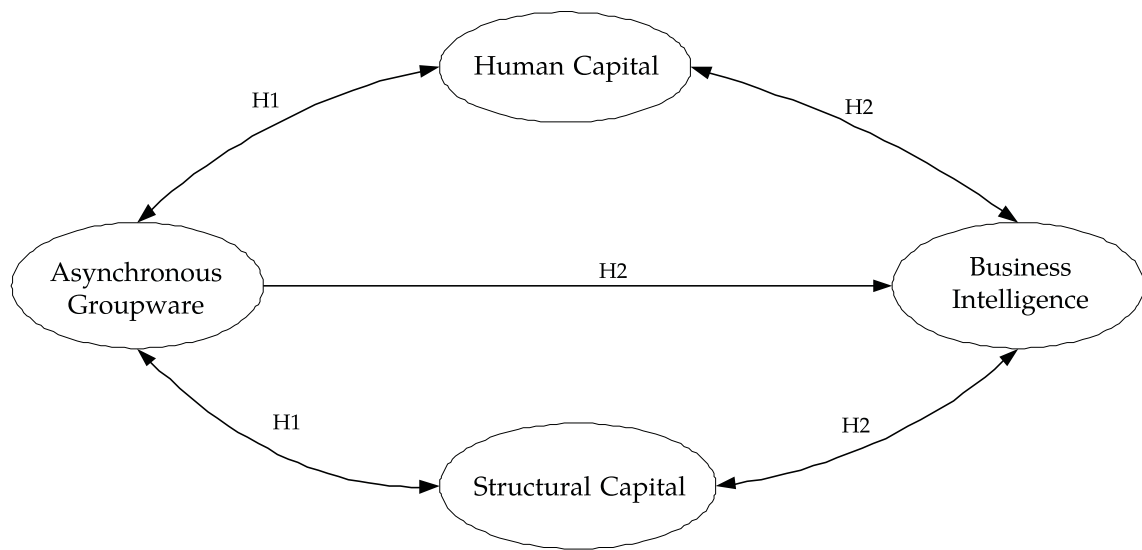 Human Capital
H1
H2
Asynchronous
Groupware
H2
Business
Intelligence
H1
H2
Structural Capital